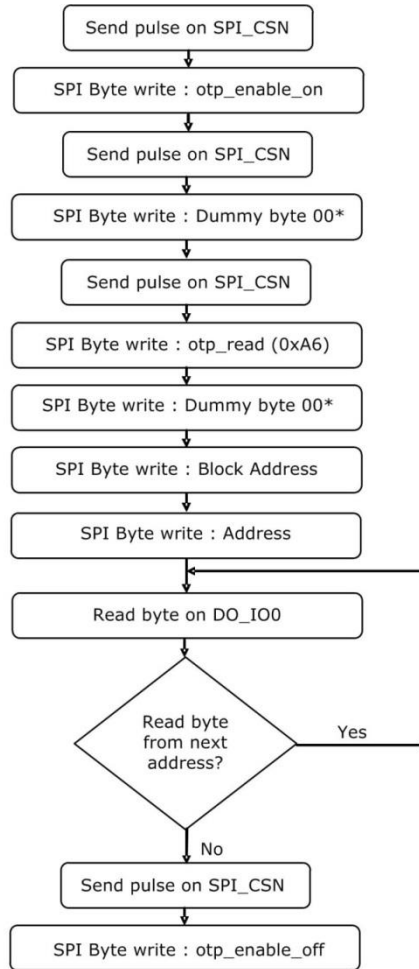 Send pulse on SPI_CSN
SPI Byte write : otp_enable_on
Send pulse on SPI_CSN
SPI Byte write : Dummy byte 00*
Send pulse on SPI_CSN
SPI Byte write : otp_read (0xA6)
SPI Byte write : Dummy byte 00*
SPI Byte write : Block Address
SPI Byte write : Address
Read byte on DO_IO0
Read byte
from next
address?
Yes
No
Send pulse on SPI_CSN
SPI Byte write : otp_enable_off